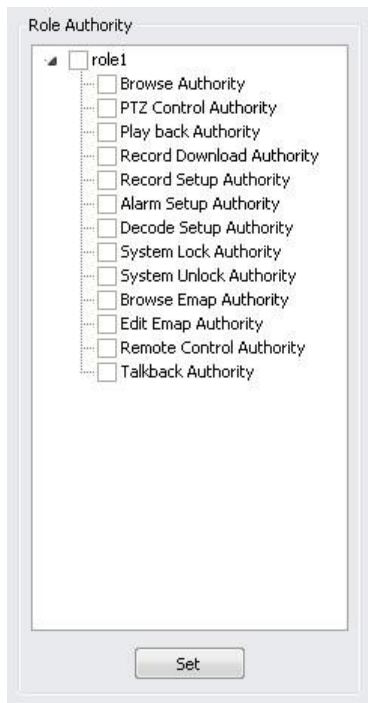 Role Authority
role1
Browse Authority
PTZ Control Authority
Play back Authority
Record Download Authority
Record Setup Authority
Alarm Setup Authority
Decode Setup Authority
System Lock Authority
System Unlock Authority
Browse Emap Authority
Edit Emap Authority
Remote Control Authority
Talkback Authority
Set